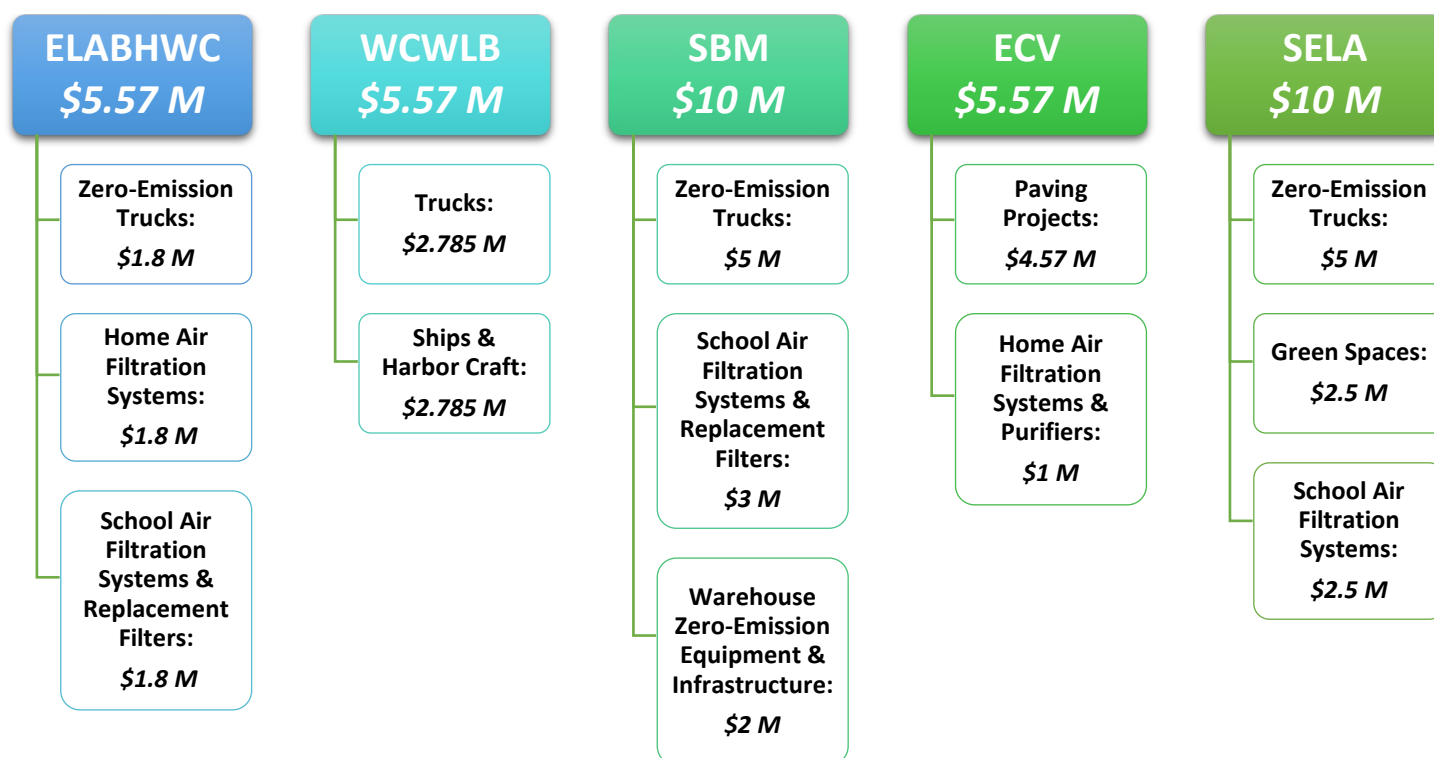 ELABHWC
$5.57 M
Zero-Emission
Trucks:
$1.8 M
Home Air
Filtration
Systems:
$1.8 M
School Air
Filtration
Systems &
Replacement
Filters:
$1.8 M
WCWLB
$5.57 M
Trucks:
$2.785 M
Ships &
Harbor Craft:
$2.785 M
SBM
$10 M
Zero-Emission
Trucks:
$5 M
School Air
Filtration
Systems &
Replacement
Filters:
$3 M
Warehouse
Zero-Emission
Equipment &
Infrastructure:
$2 M
ECV
$5.57 M
Paving
Projects:
$4.57 M
Home Air
Filtration
Systems &
Purifiers:
$1 M
SELA
$10 M
Zero-Emission
Trucks:
$5 M
Green Spaces:
$2.5 M
School Air
Filtration
Systems:
$2.5 M